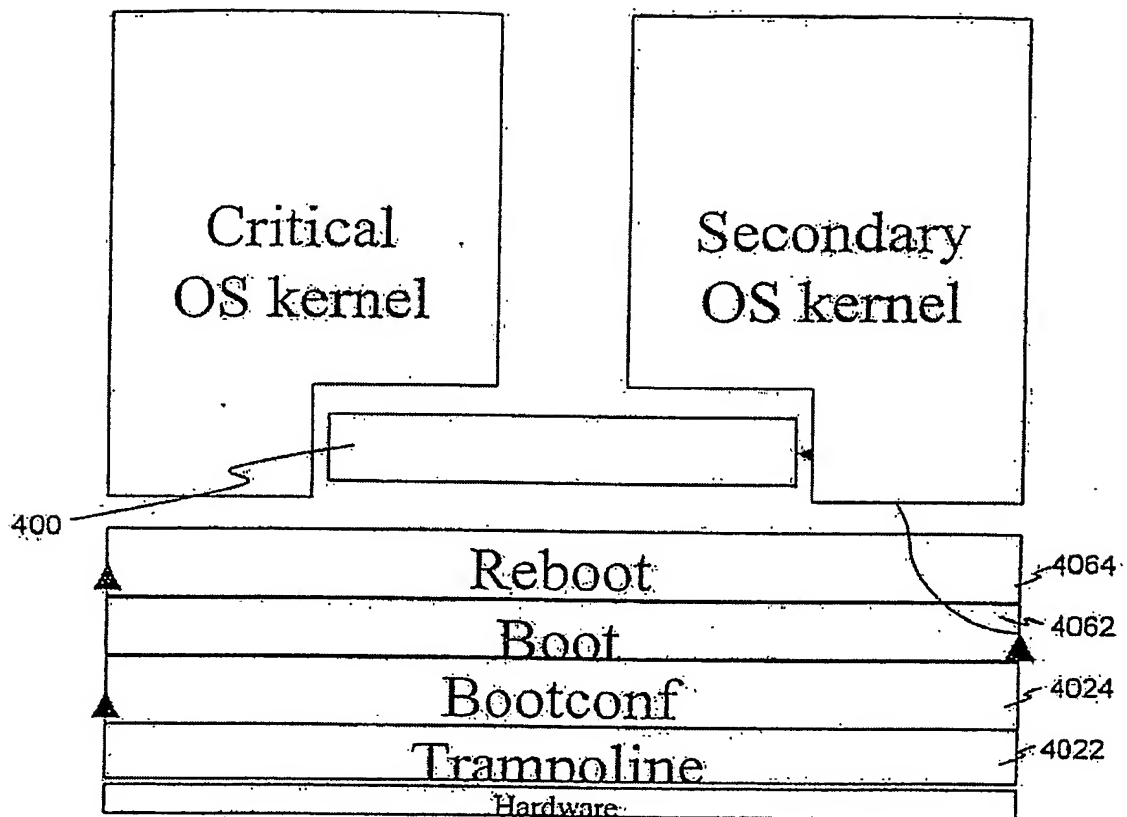 Critical
OS kernel
Secondary
OS kernel
400
Reboot
4064
Boot
4062
Bootconf
4024
Trampoline
4022
Hardware